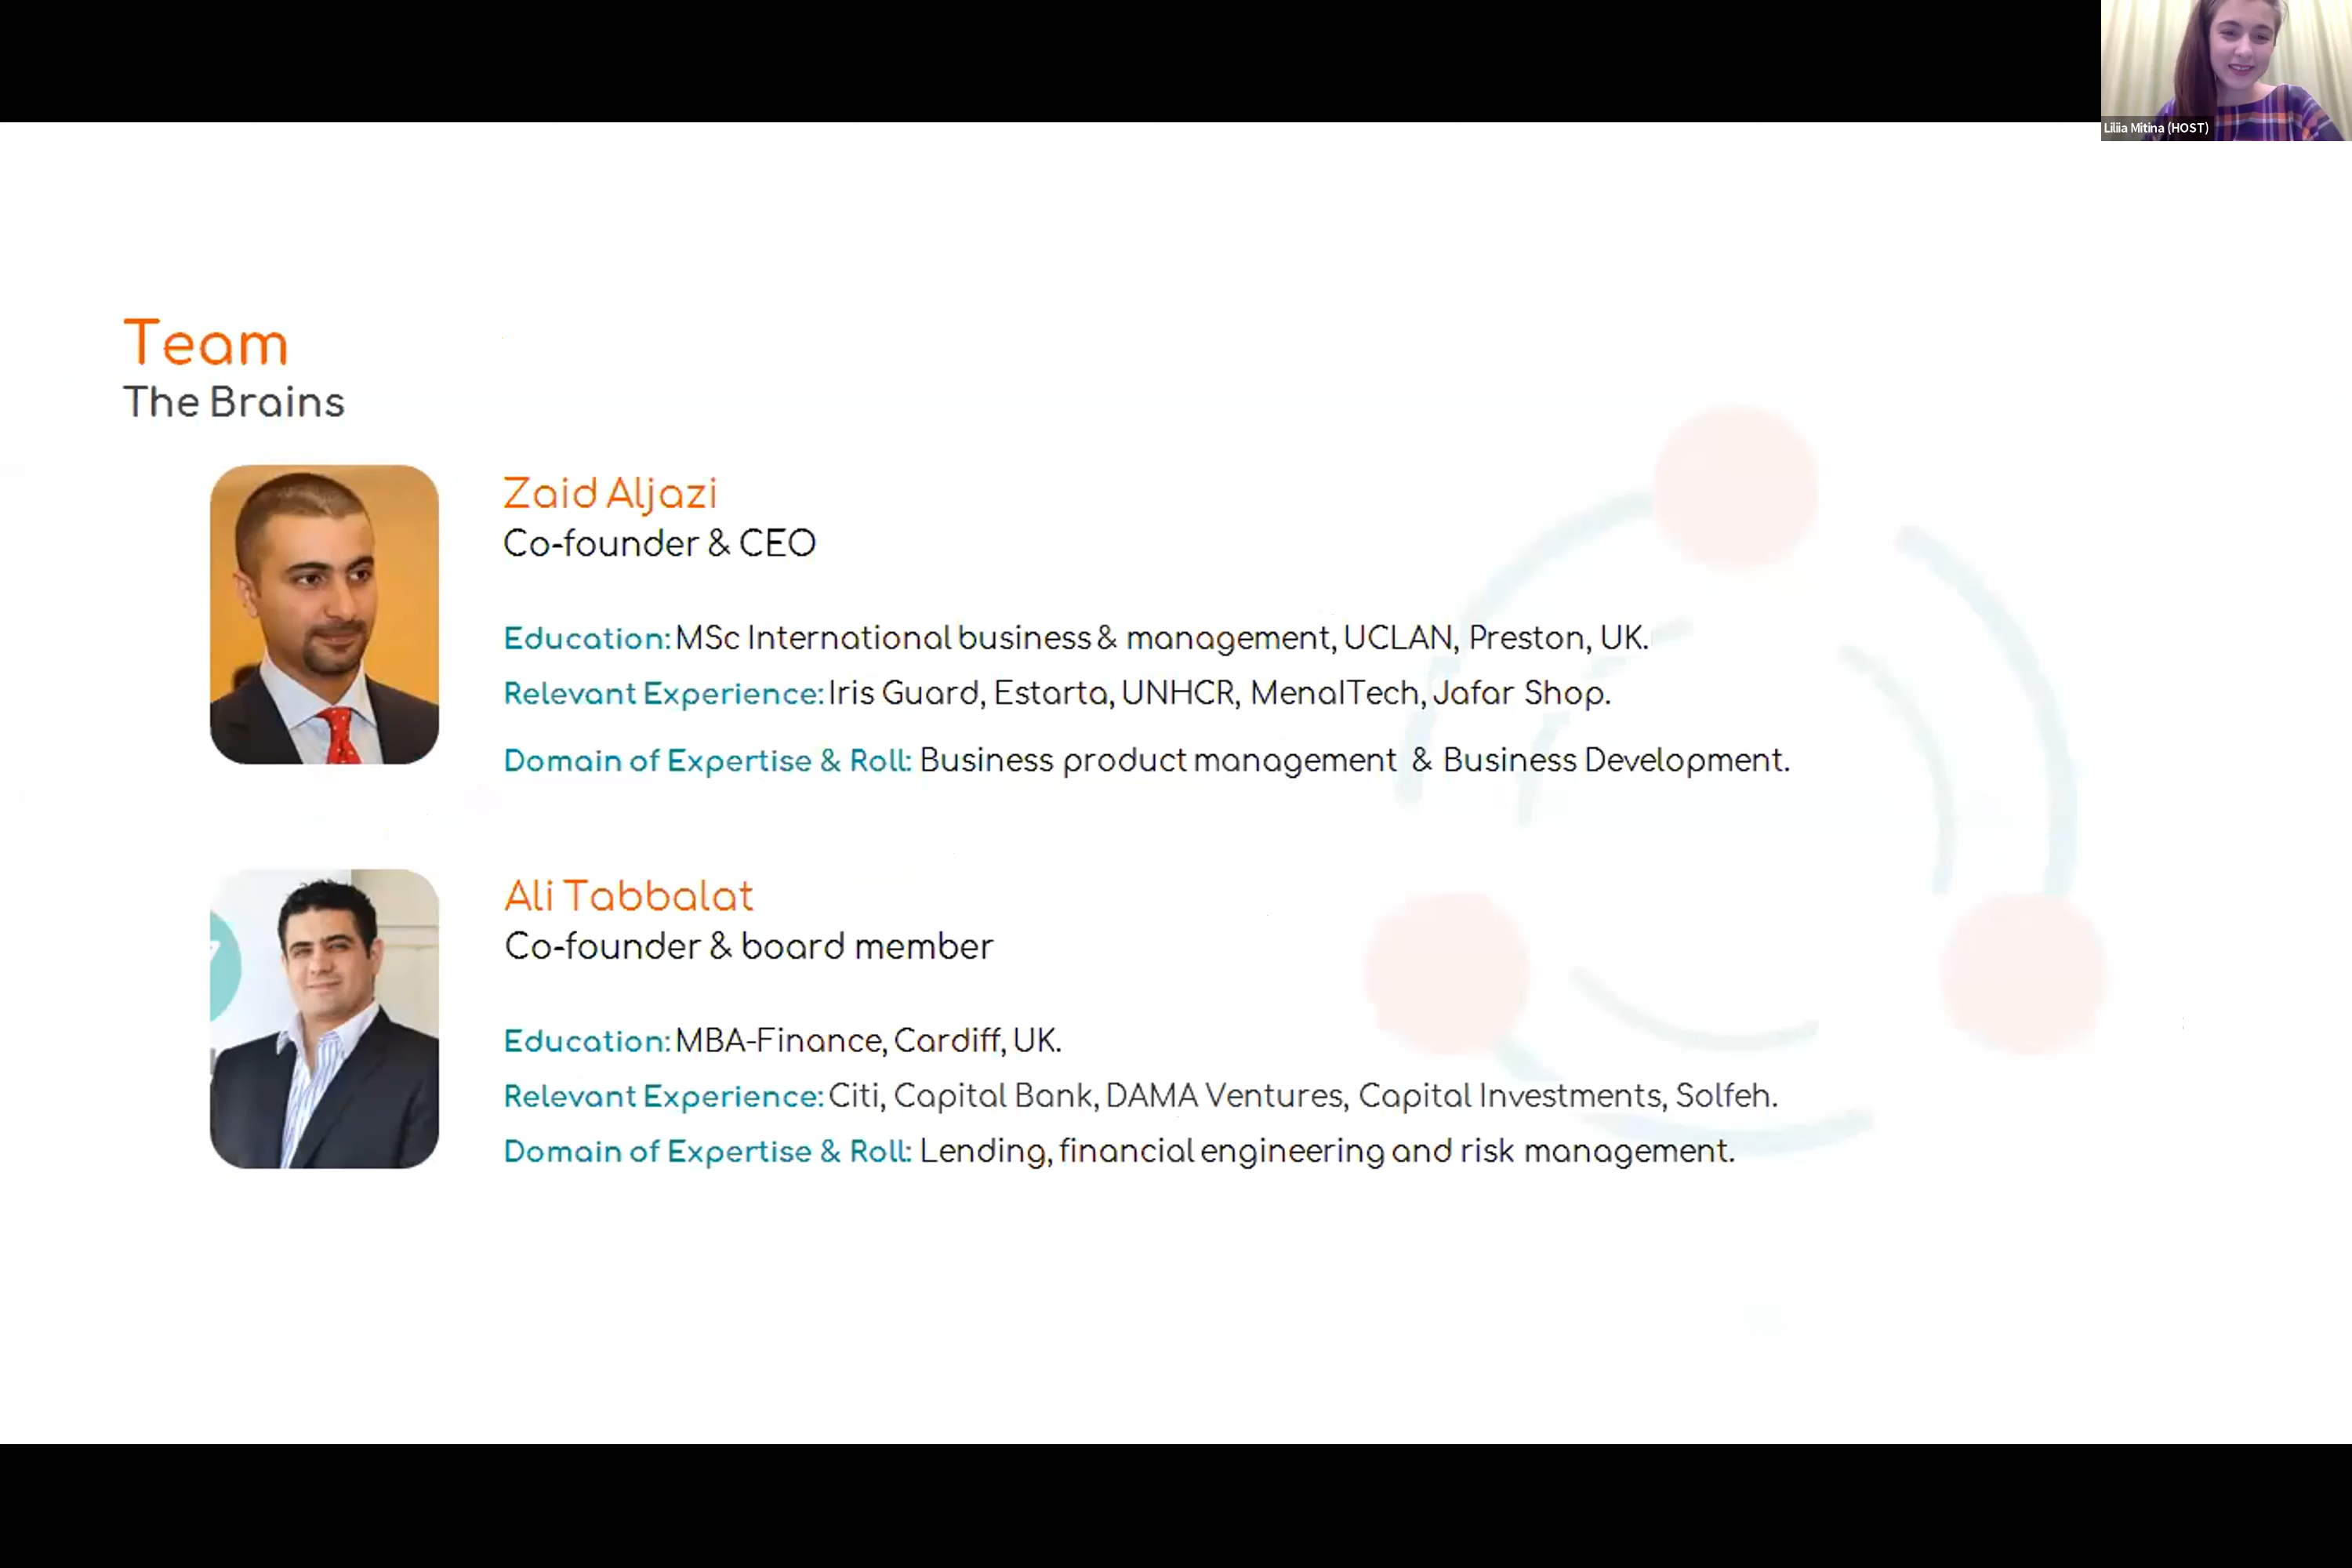 Liliia Mitina (HOST)
Team
The Brains
Zaid Aljazi
Co-founder & CEO
Education: MSc International business & management, UCLAN, Preston, UK.
Relevant Experience: Iris Guard, Estarta, UNHCR, MenaITech, Jafar Shop.
Domain of Expertise & Roll: Business product management & Business Development.
Ali Tabbalat
Co-founder & board member
Education: MBA-Finance, Cardiff, UK.
Relevant Experience: Citi, Capital Bank, DAMA Ventures, Capital Investments, Solfeh.
Domain of Expertise & Roll: Lending, financial engineering and risk management.